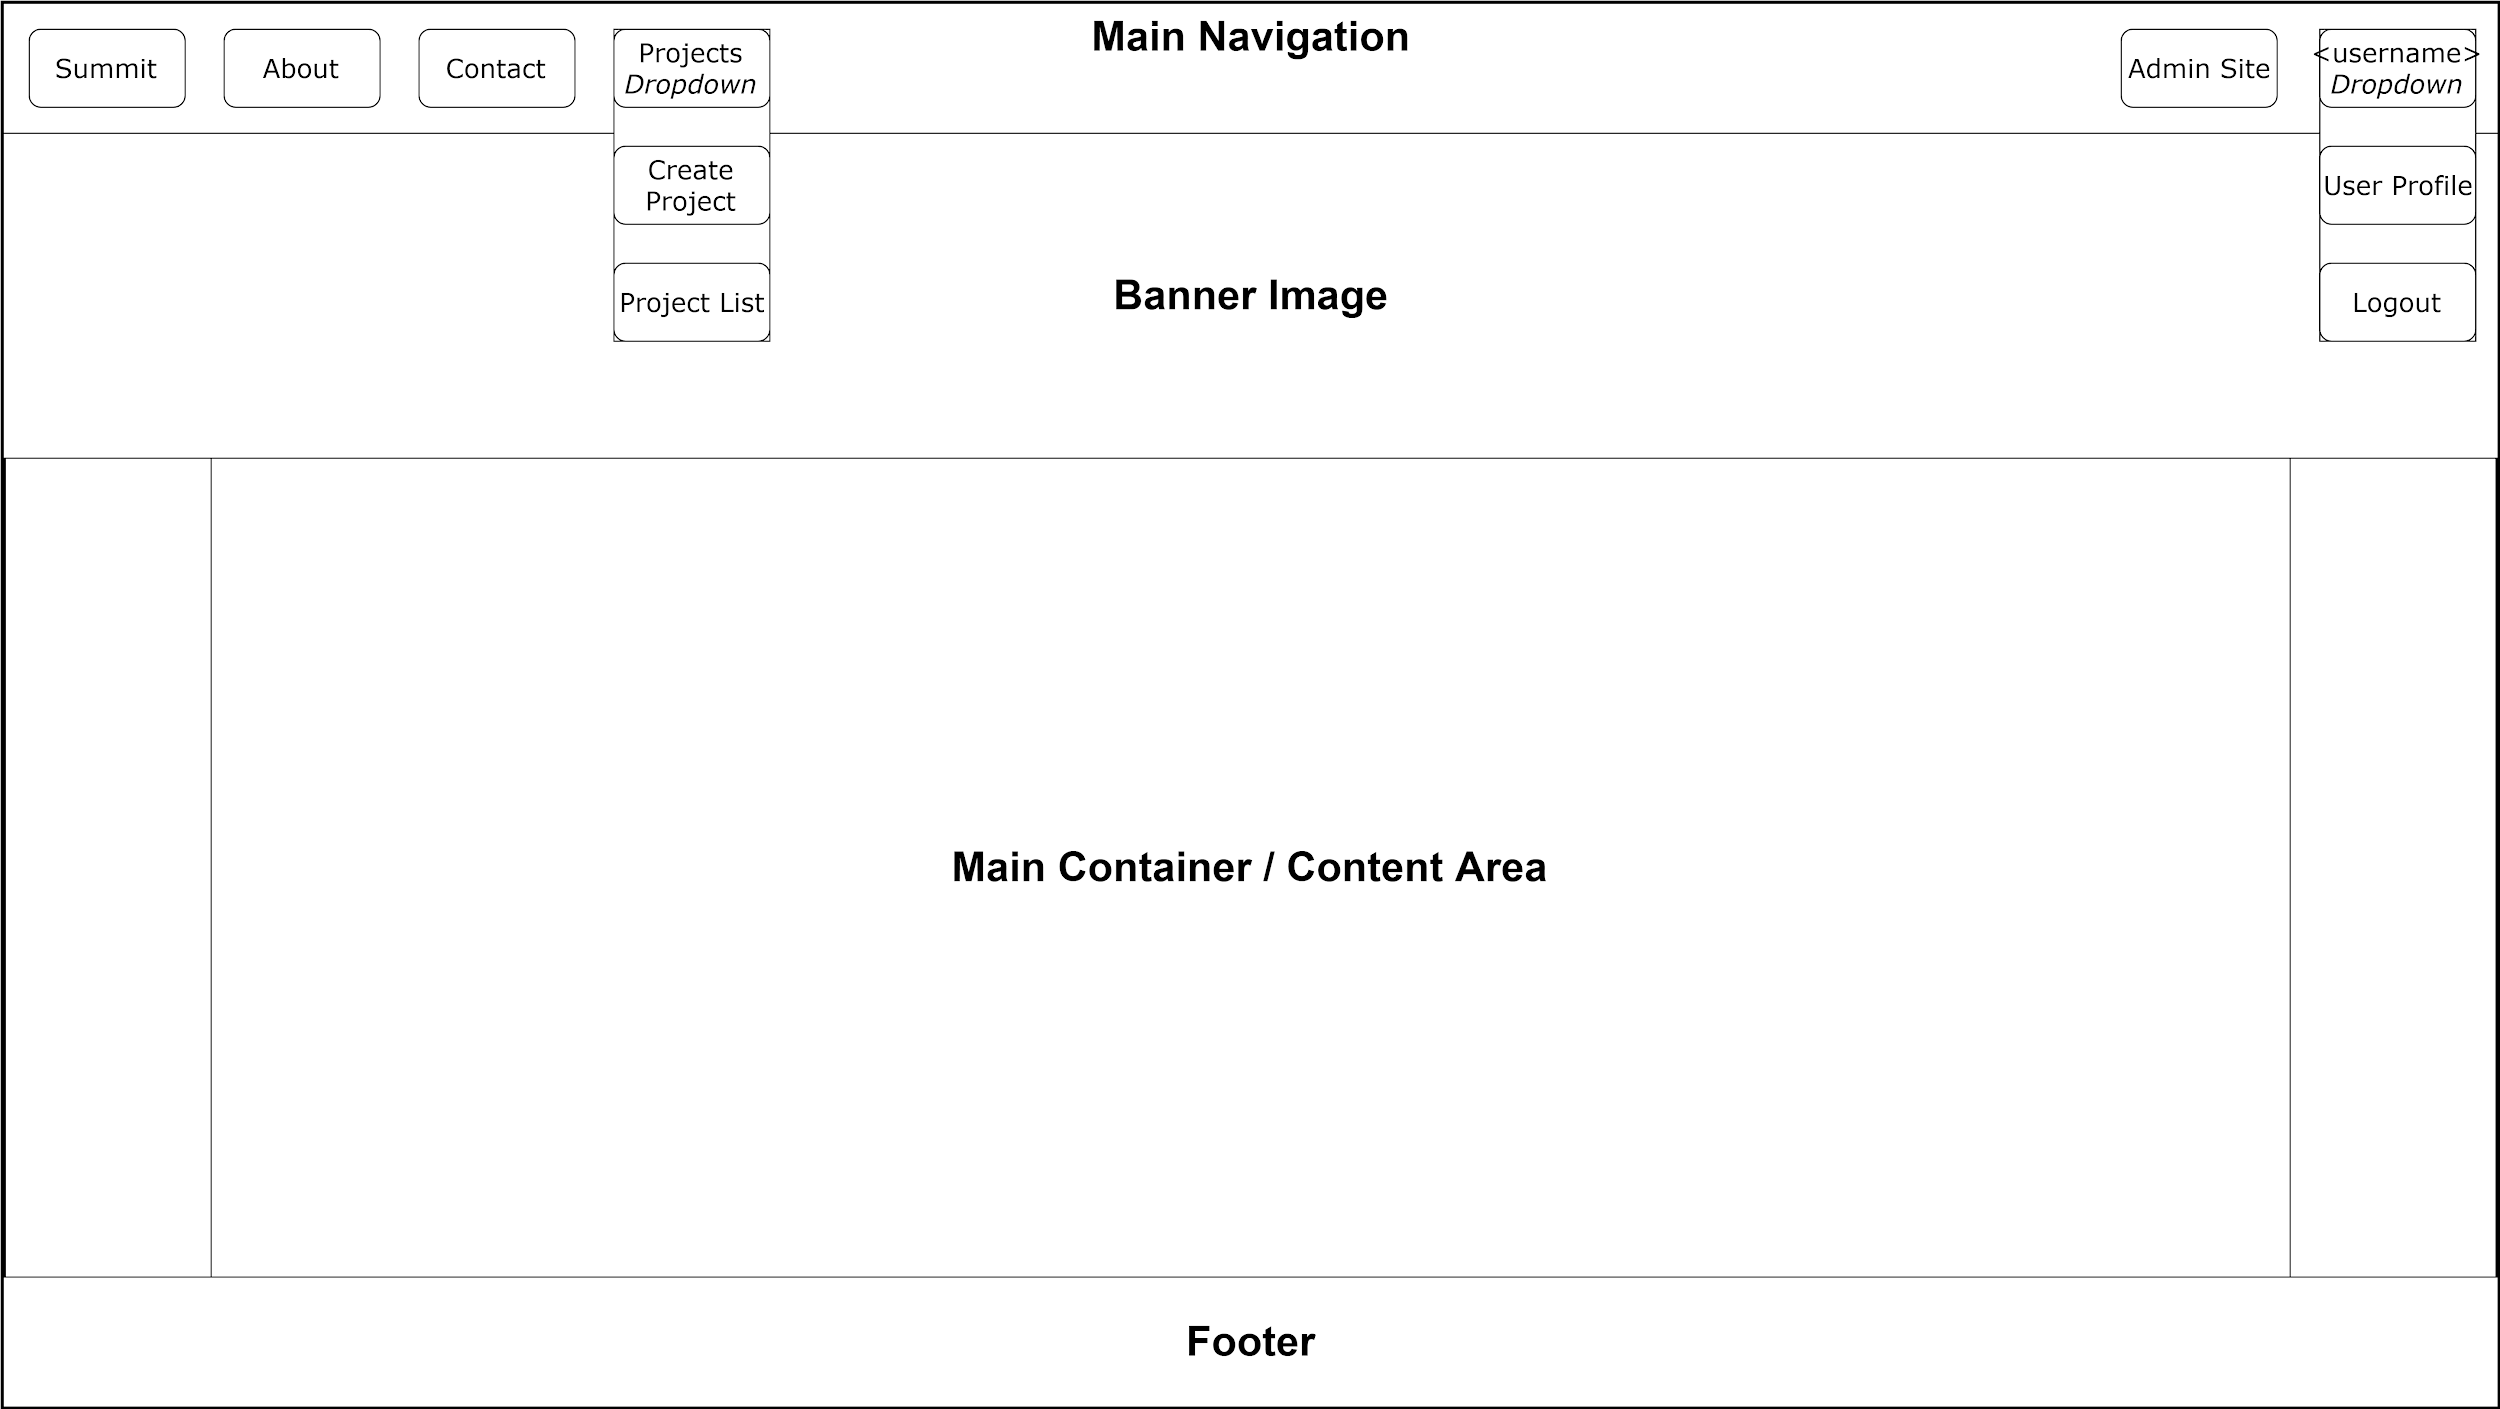 Main Navigation
Summit
About
Contact
Projects
Dropdown
Create
Project
Project List
Admin Site
<username>
Dropdown
User Profile
Logout
Banner Image
Main Container / Content Area
Footer